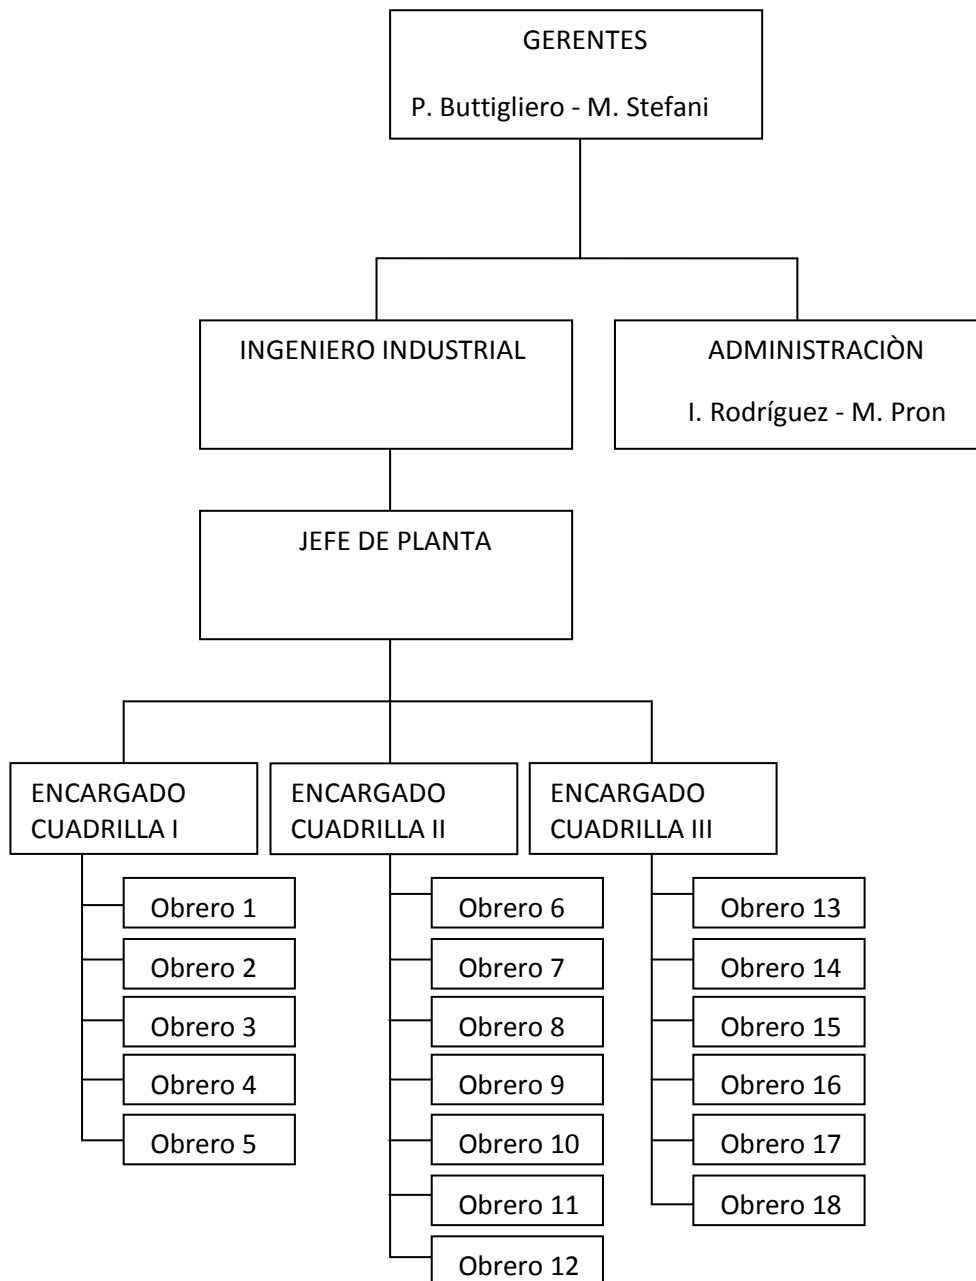 GERENTES
P. Buttigliero - M. Stefani
INGENIERO INDUSTRIAL
ADMINISTRACIÒN
I. Rodríguez - M. Pron
JEFE DE PLANTA
ENCARGADO
CUADRILLA I
ENCARGADO
CUADRILLA II
ENCARGADO
CUADRILLA III
Obrero 1
Obrero 2
Obrero 3
Obrero 4
Obrero 5
Obrero 6
Obrero 7
Obrero 8
Obrero 9
Obrero 10
Obrero 11
Obrero 12
Obrero 13
Obrero 14
Obrero 15
Obrero 16
Obrero 17
Obrero 18